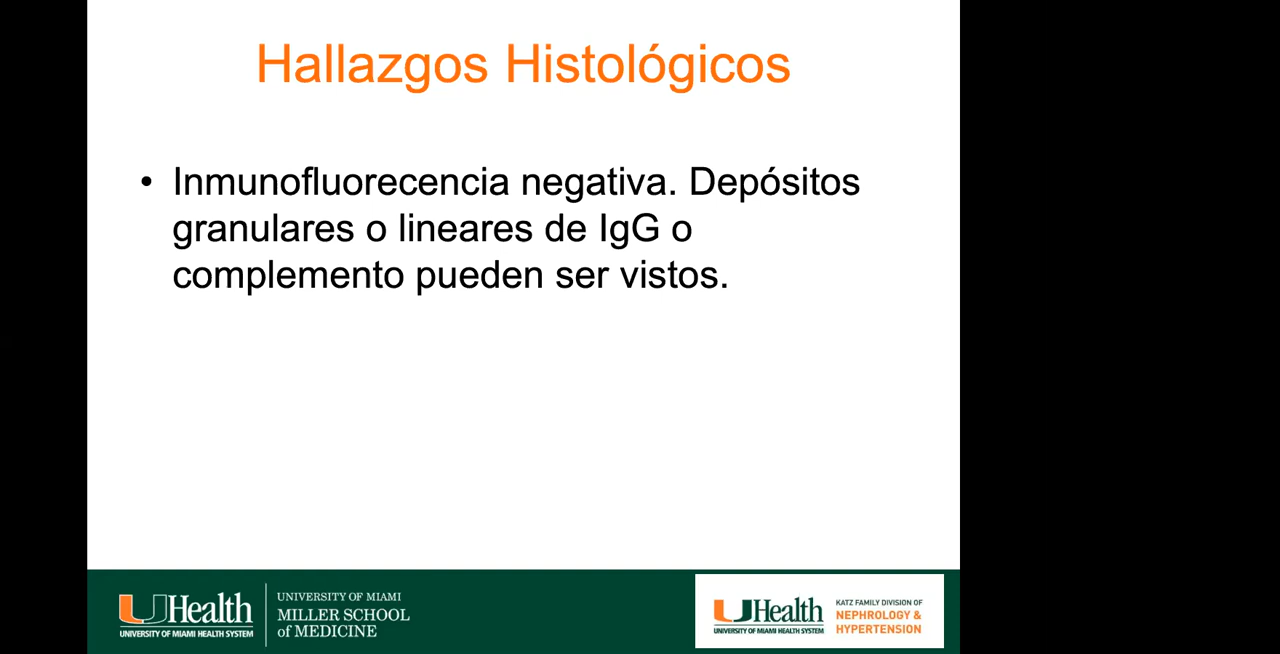 Hallazgos Histológicos
• Inmunofluorecencia negativa. Depósitos
granulares o lineares de IgG o
complemento pueden ser vistos.
UHealth
UNIVERSITY OF MIAMI HEALTH SYSTEM
UNIVERSITY OF MIAMI
MILLER SCHOOL
of MEDICINE
UHealth
UNIVERSITY OF MIAMI HEALTH SYSTEM
KATZ FAMILY DIVISION OF
NEPHROLOGY &
HYPERTENSION